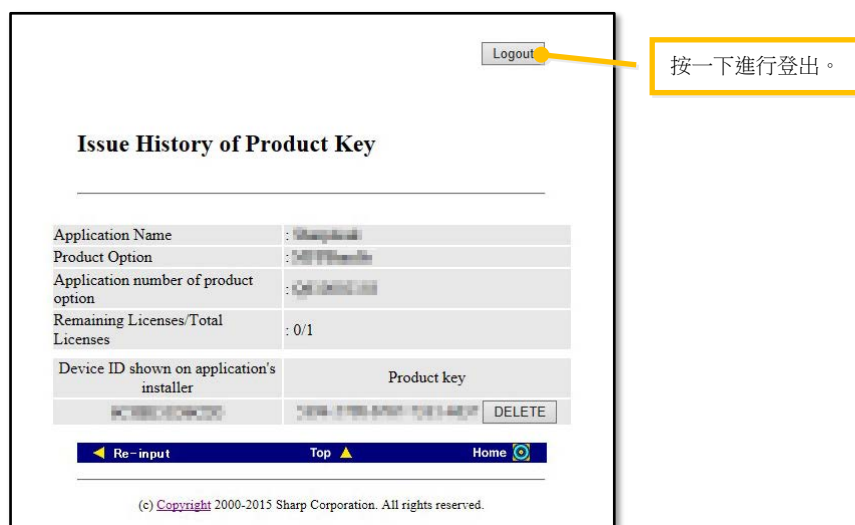 Logout
按一下進行登出。
Issue History of Product Key
Application Name :
Product Option :
Application number of product
option :
Remaining Licenses/Total
Licenses : 0/1
Device ID shown on application's
installer
Product key
DELETE
Re-input Top Home
(c) Copyright 2000-2015 Sharp Corporation. All rights reserved.